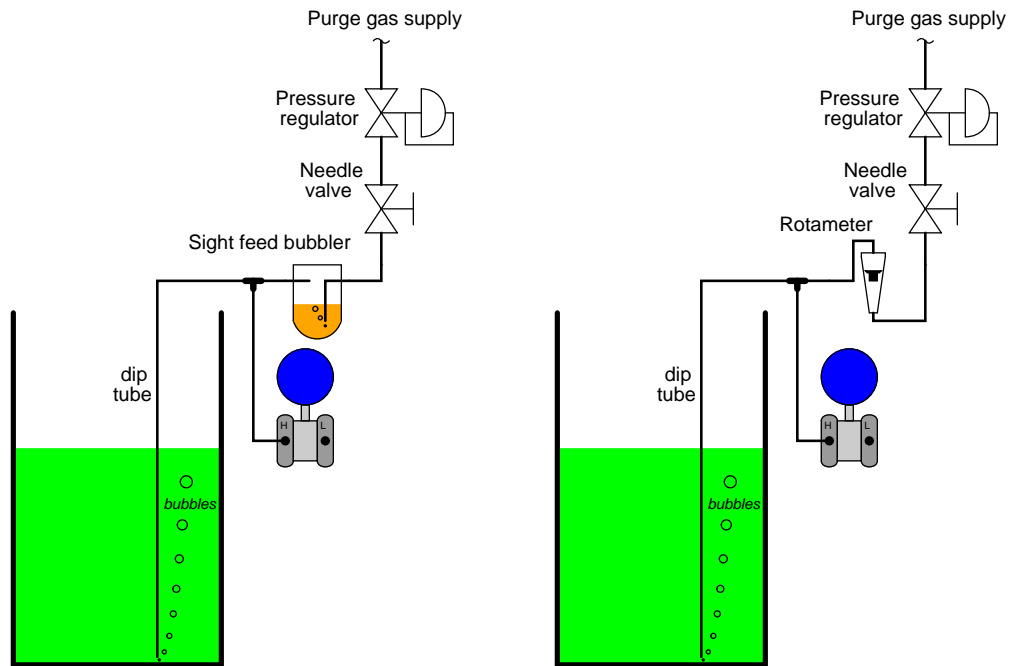 Purge gas supply
Pressure
regulator
Needle
valve
Sight feed bubbler
dip
tube
H
L
bubbles
Purge gas supply
Pressure
regulator
Needle
valve
Rotameter
dip
tube
H
L
bubbles